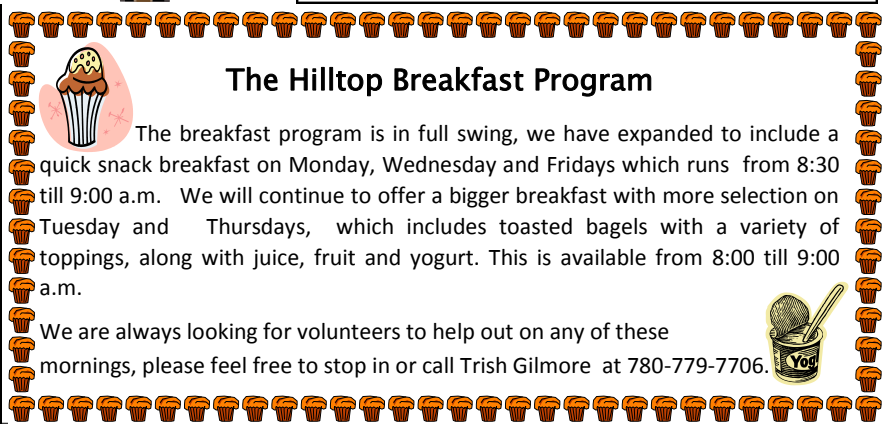 The Hilltop Breakfast Program
The breakfast program is in full swing, we have expanded to include a
quick snack breakfast on Monday, Wednesday and Fridays which runs from 8:30
till 9:00 a.m. We will continue to offer a bigger breakfast with more selection on
Tuesday and Thursdays, which includes toasted bagels with a variety of
toppings, along with juice, fruit and yogurt. This is available from 8:00 till 9:00
a.m.
We are always looking for volunteers to help out on any of these
mornings, please feel free to stop in or call Trish Gilmore at 780-779-7706.
Yog